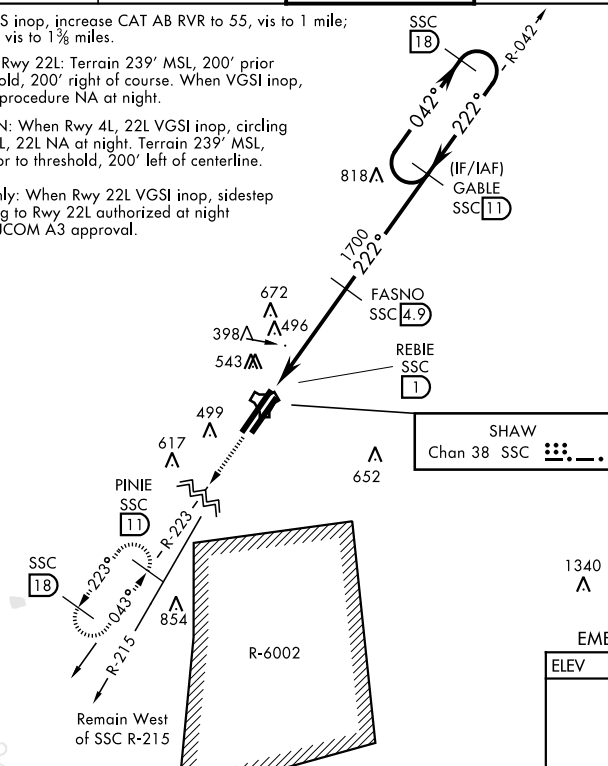 S inop, increase CAT AB RVR to 55, vis to 1 mile;
vis to 1⅜ miles.
Rwy 22L: Terrain 239' MSL, 200' prior
old, 200' right of course. When VGSI inop,
procedure NA at night.
N: When Rwy 4L, 22L VGSI inop, circling
L, 22L NA at night. Terrain 239' MSL,
or to threshold, 200' left of centerline.
nly: When Rwy 22L VGSI inop, sidestep
g to Rwy 22L authorized at night
JCOM A3 approval.
SSC
18
R-042
042°
222°
818
(IF/IAF)
GABLE
SSC 11
1700
222°
FASNO
SSC 4.9
672
496
398
543
REBIE
SSC
1
499
617
SHAW
Chan 38 SSC
652
PINIE
SSC
11
R-223
SSC
18
223°
043°
854
R-215
R-6002
1340
Remain West
of SSC R-215
EME
ELEV